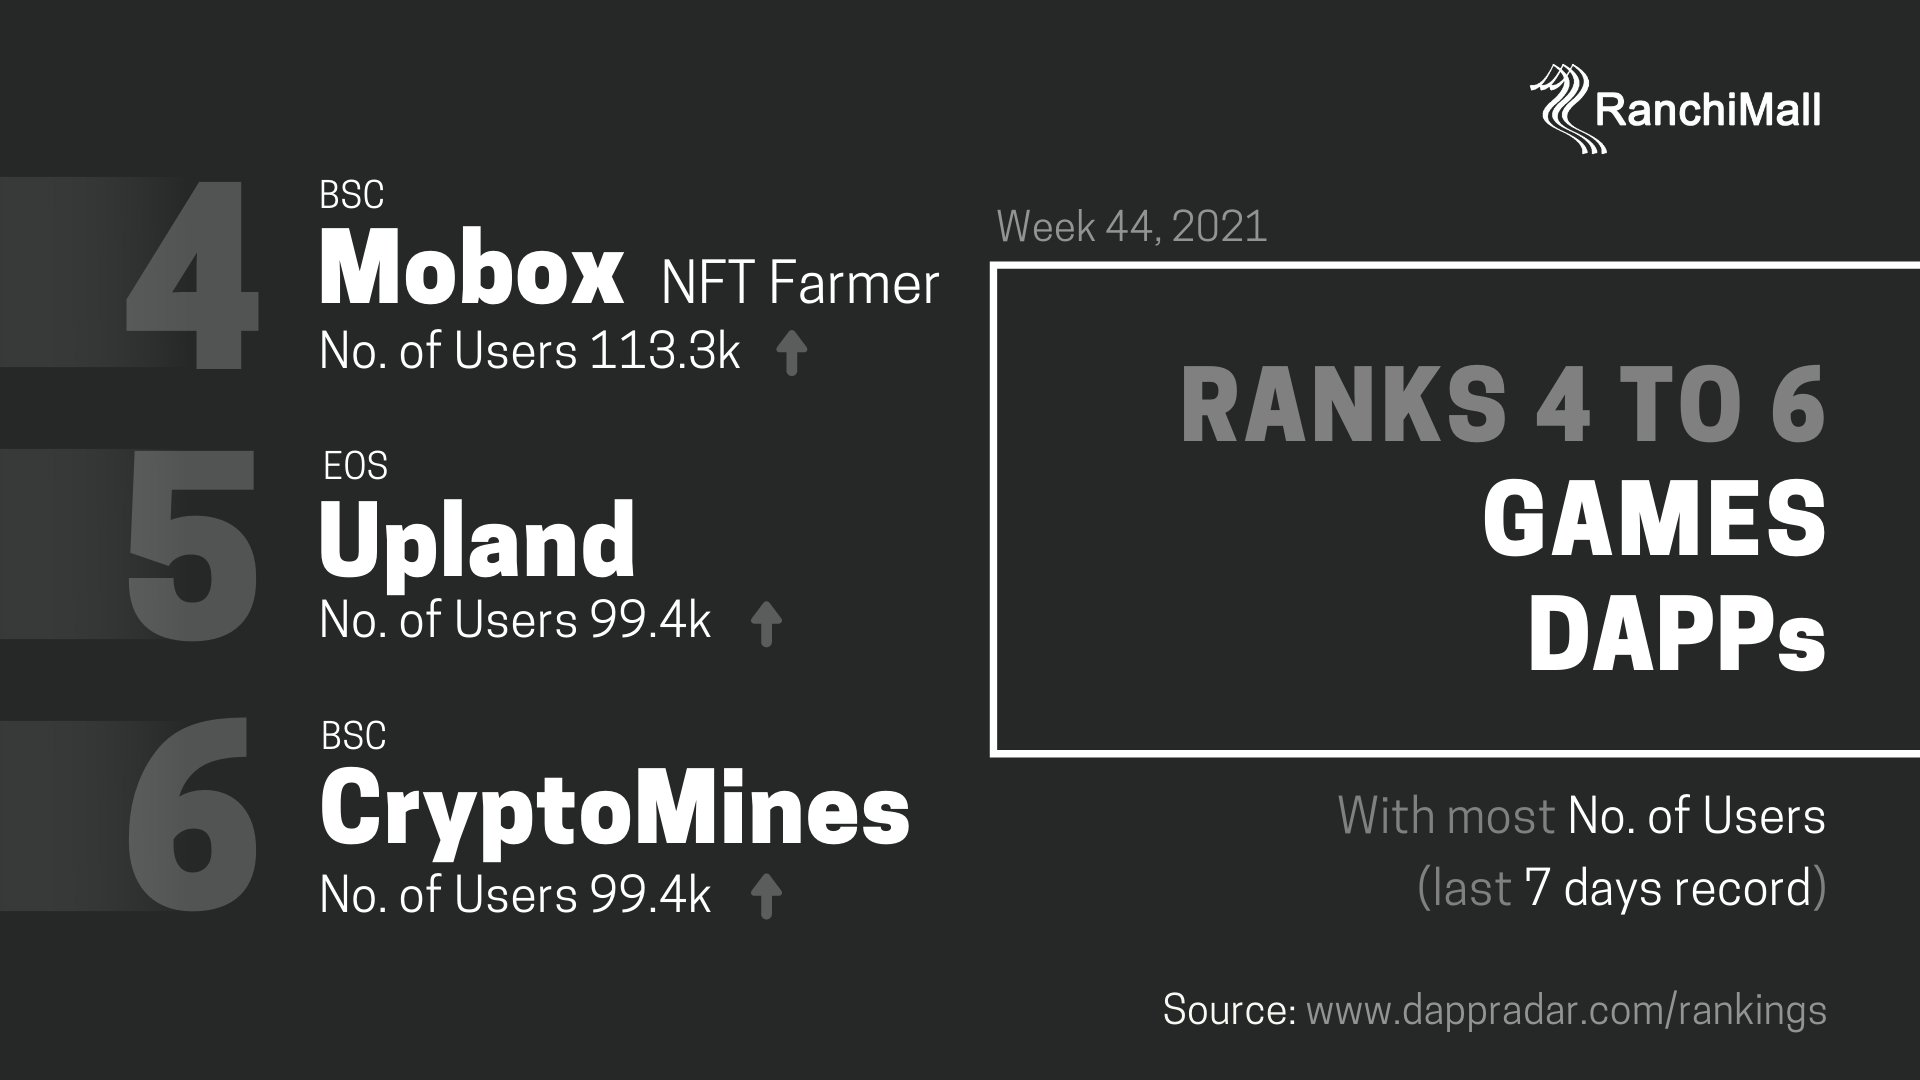 RanchiMall
4
BSC
Mobox NFT Farmer
No. of Users 113.3k
5
EOS
Upland
No. of Users 99.4k
6
BSC
CryptoMines
No. of Users 99.4k
Week 44, 2021
RANKS 4 TO 6
GAMES
DAPPs
With most No. of Users
(last 7 days record)
Source: www.dappradar.com/rankings